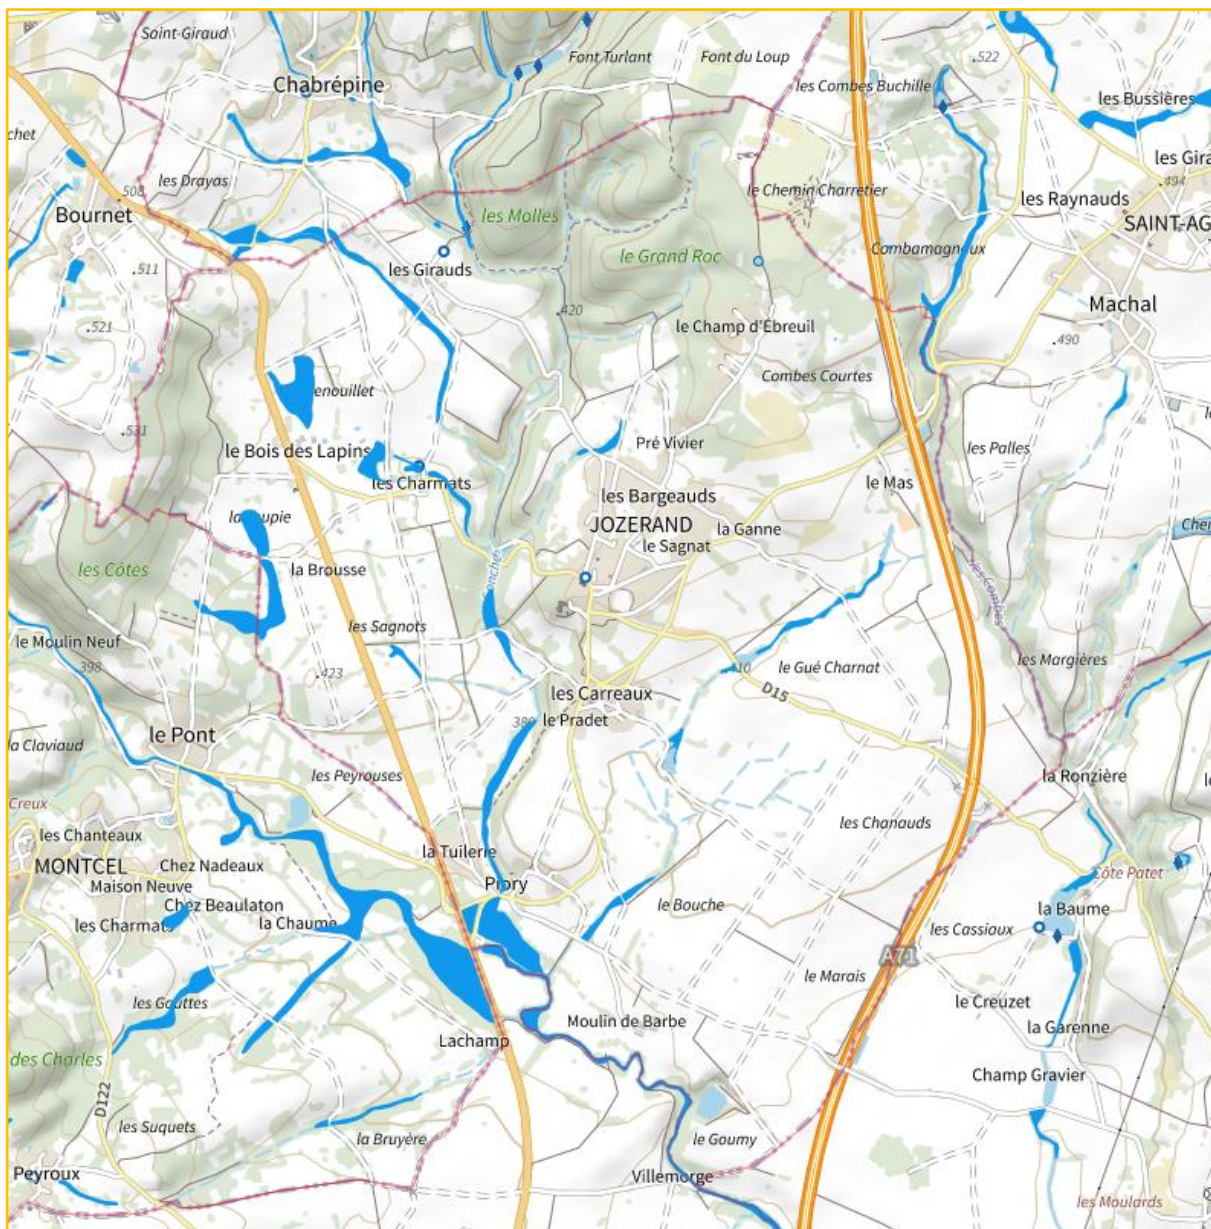 Saint-Giraud
Font Turlant
Font du Loup
.522
Chabrépine
les Combes Buchille
les Bussières
chet
les Gira
les Drayas
.508
.494
le Chemin Charretier
les Raynauds
Bournet
les Molles
SAINT-AG
le Grand Roc
Combamagnoux
les Girauds
.511
Machal
.420
.521
le Champ d'Ébreuil
.490
Combes Courtes
enouillet
.531
Pré Vivier
le Bois des Lapins
les Palles
les Charmats
le Mas
les Bargeauds
JOZERAND
la Ganne
Cher
le Sagnat
les Côtes
la Brousse
les Combes
les Sagnots
le Moulin Neuf
398
.423
410
le Gué Charnat
les Margières
D15
les Carreaux
le Pradet
le Pont
la Claviaud
les Peyrouses
la Ronzière
Creux
les Chanauds
les Chanteaux
la Tuilerie
MONTCEL
Chez Nadeaux
Côte Patet
Maison Neuve
Priory
Chez Beaulaton
le Bouche
la Baume
les Charmats
la Chaume
les Cassiaux
A71
le Marais
les Gouttes
le Creuzet
Moulin de Barbe
la Garenne
Lachamp
des Charles
Champ Gravier
D122
les Suquets
la Bruyère
le Goumy
Peyroux
Villemorge
les Moulards